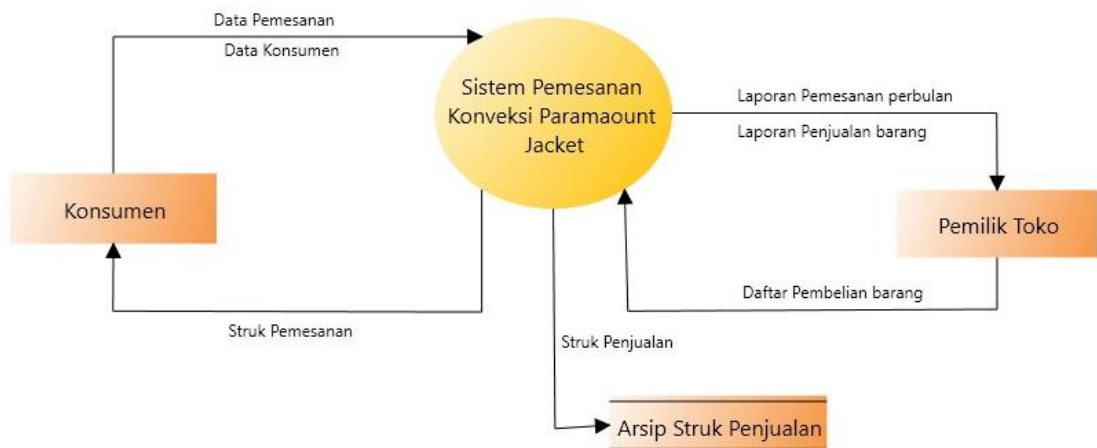 Data Pemesanan
Data Konsumen
Sistem Pemesanan
Konveksi Paramaount
Jacket
Laporan Pemesanan perbulan
Laporan Penjualan barang
Konsumen
Pemilik Toko
Daftar Pembelian barang
Struk Pemesanan
Struk Penjualan
Arsip Struk Penjualan